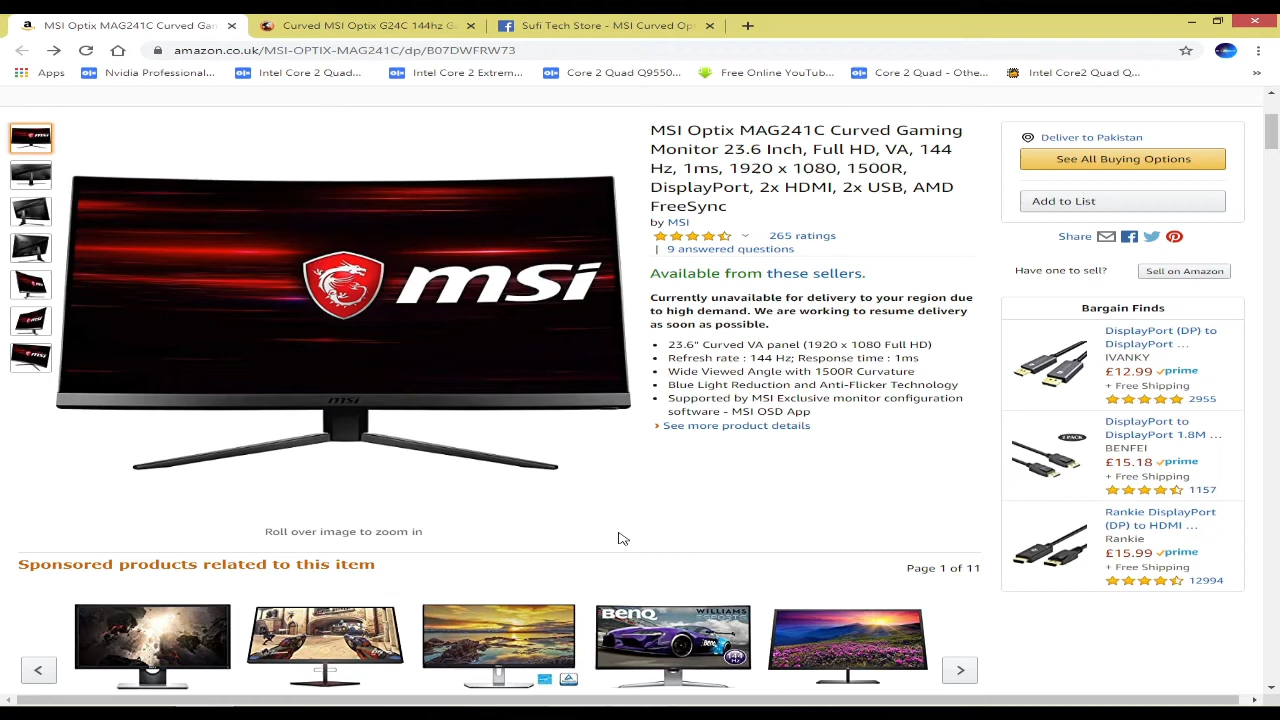 MSI Optix MAG241C Curved Gam
Curved MSI Optix G24C 144hz Ga
Sufi Tech Store - MSI Curved Opt
amazon.co.uk/MSI-OPTIX-MAG241C/dp/B07DWFRW73
Apps
Nvidia Professional...
Intel Core 2 Quad...
Intel Core 2 Extrem...
Core 2 Quad Q9550...
Free Online YouTub...
Core 2 Quad - Othe...
Intel Core2 Quad Q...
MSI Optix MAG241C Curved Gaming
Monitor 23.6 Inch, Full HD, VA, 144
Hz, 1ms, 1920 x 1080, 1500R,
DisplayPort, 2x HDMI, 2x USB, AMD
FreeSync
by MSI
265 ratings
| 9 answered questions
Available from these sellers.
Currently unavailable for delivery to your region due
to high demand. We are working to resume delivery
as soon as possible.
23.6" Curved VA panel (1920 x 1080 Full HD)
Refresh rate : 144 Hz; Response time : 1ms
Wide Viewed Angle with 1500R Curvature
Blue Light Reduction and Anti-Flicker Technology
Supported by MSI Exclusive monitor configuration
software - MSI OSD App
See more product details
msi
msi
Roll over image to zoom in
Deliver to Pakistan
See All Buying Options
Add to List
Share
Have one to sell?
Sell on Amazon
Bargain Finds
DisplayPort (DP) to
DisplayPort ...
IVANKY
£12.99 prime
+ Free Shipping
2955
2 PACK
DisplayPort to
DisplayPort 1.8M ...
BENFEI
£15.18 prime
+ Free Shipping
1157
Rankie DisplayPort
(DP) to HDMI ...
Rankie
£15.99 prime
+ Free Shipping
12994
Sponsored products related to this item
Page 1 of 11
BenQ
WILLIAMS
ESPORTS